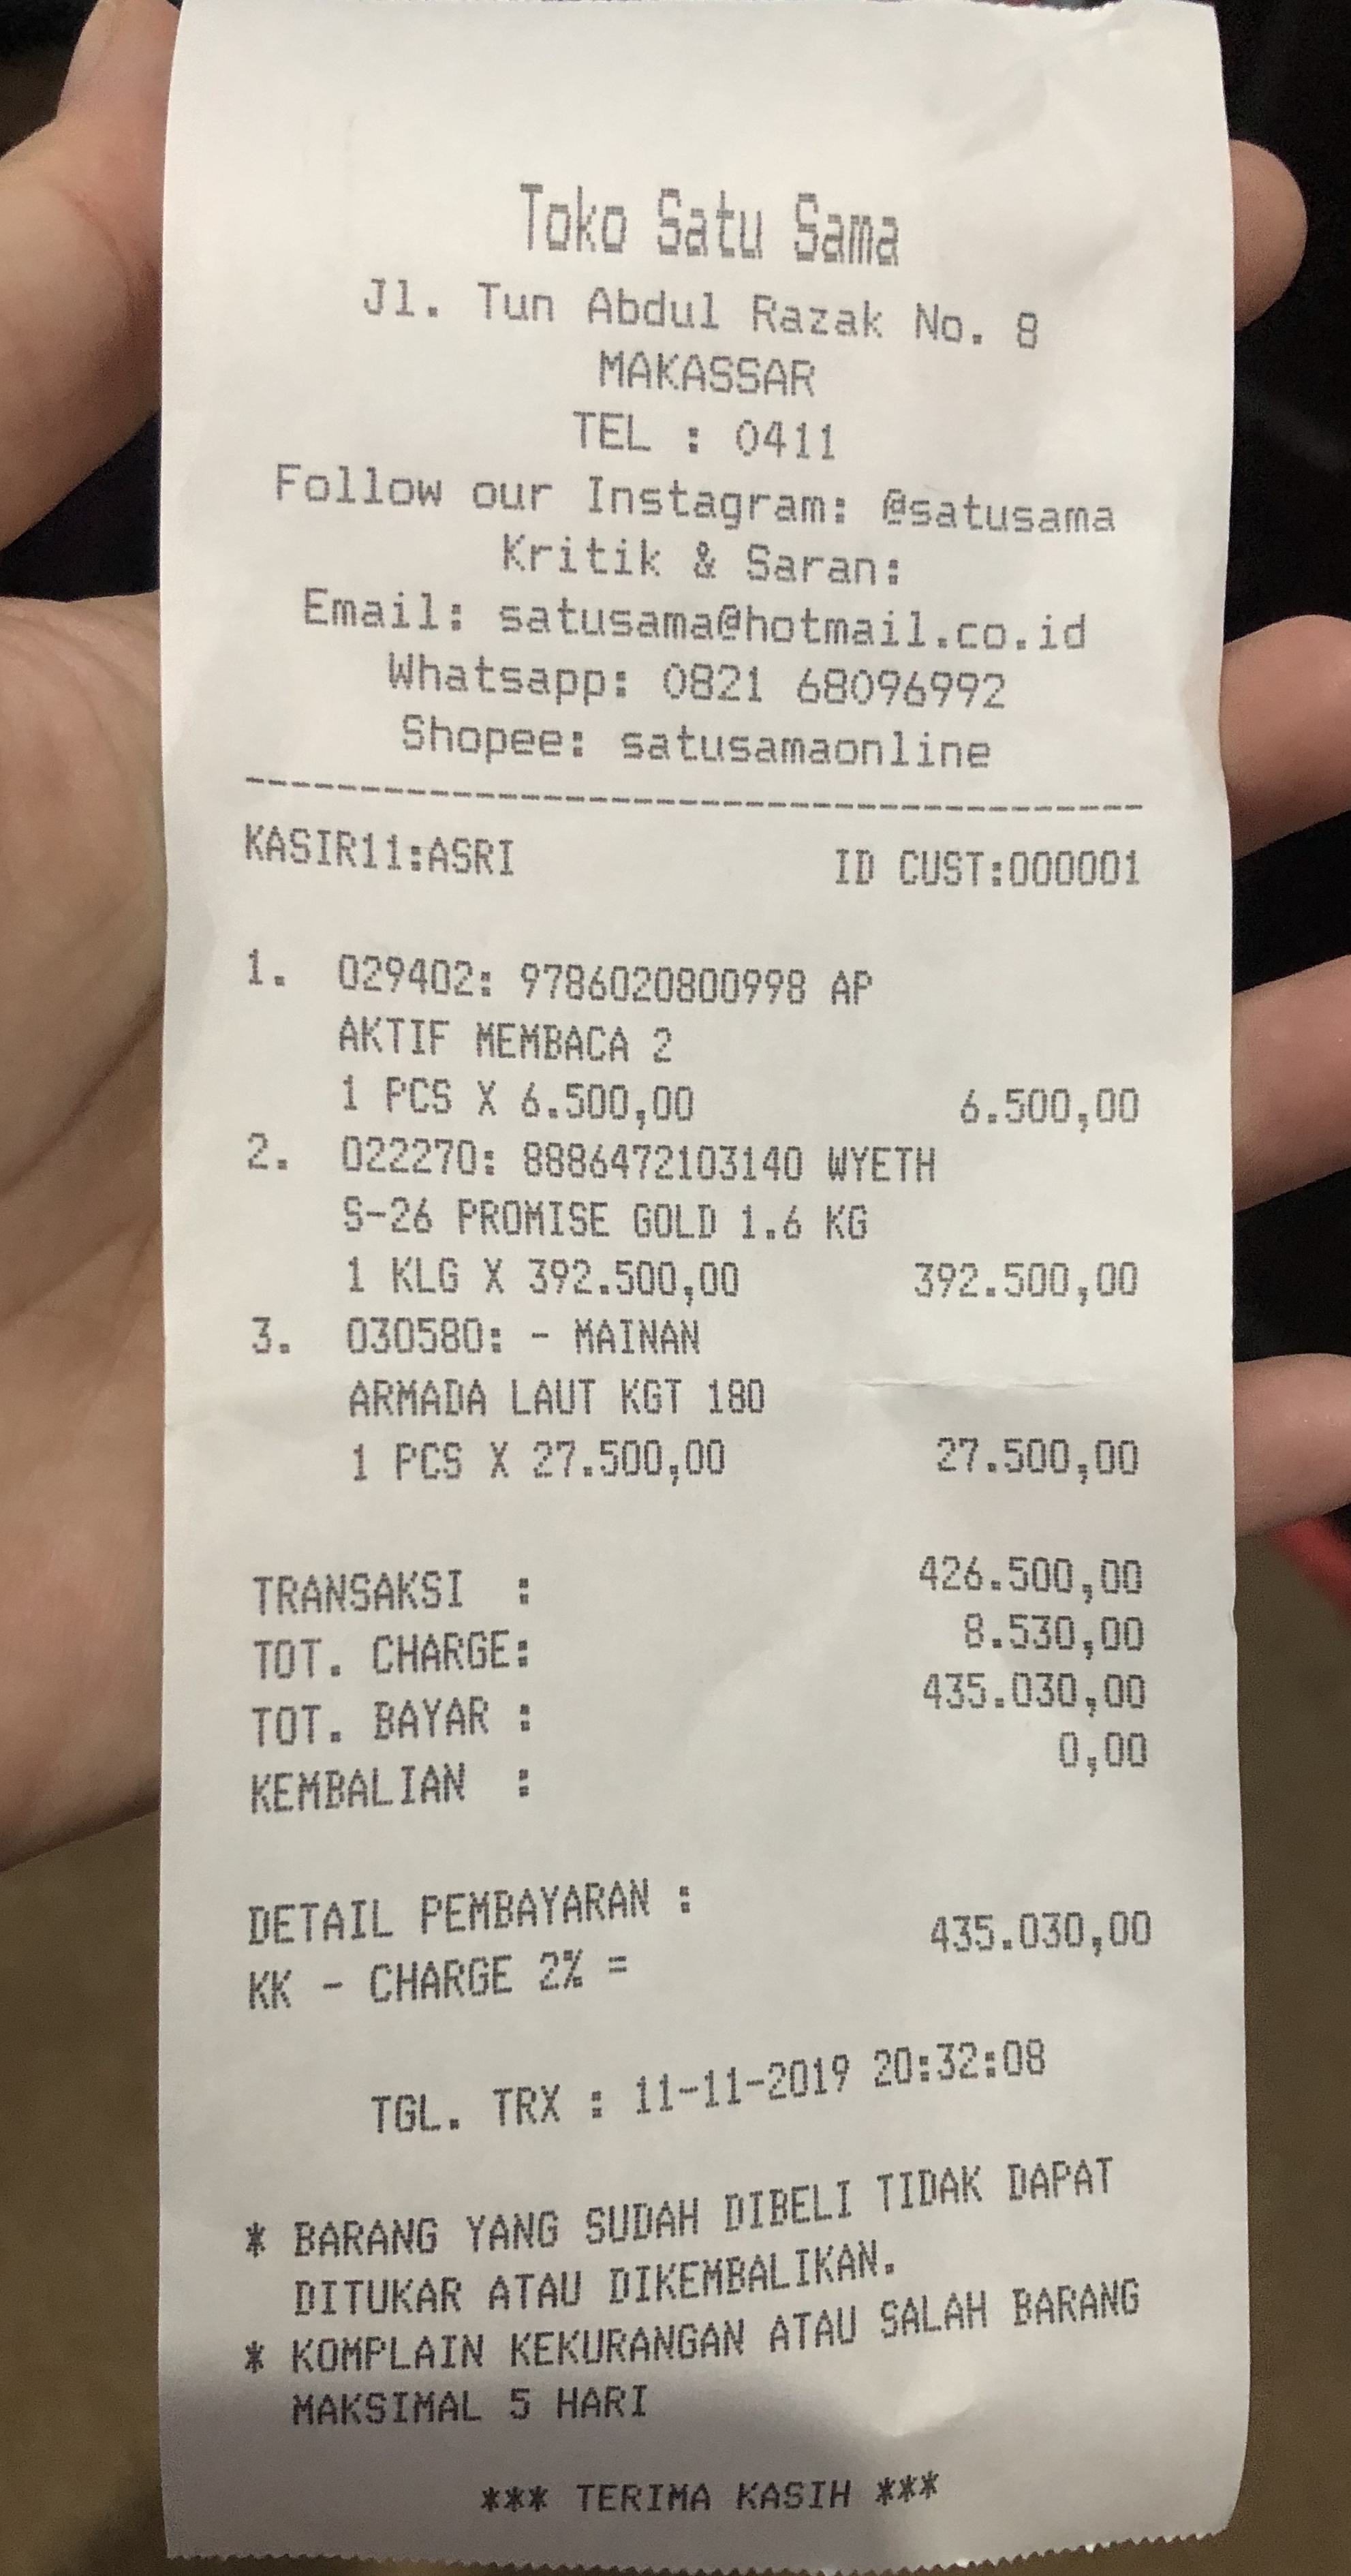 Toko Satu Sama
Jl. Tun Abdul Razak No. 8
MAKASSAR
TEL : 0411
Follow our Instagram: @satusama
Kritik & Saran:
Email: satusama@hotmail.co.id
Whatsapp: 0821 68096992
Shopee: satusamaonline
----------------------------------------
KASIR11:ASRI ID CUST:000001
1. 029402: 9786020800998 AP
AKTIF MEMBACA 2
1 PCS X 6.500,00 6.500,00
2. 022270: 8886472103140 WYETH
S-26 PROMISE GOLD 1.6 KG
1 KLG X 392.500,00 392.500,00
3. 030580: - MAINAN
ARMADA LAUT KGT 180
1 PCS X 27.500,00 27.500,00
TRANSAKSI : 426.500,00
TOT. CHARGE: 8.530,00
TOT. BAYAR : 435.030,00
KEMBALIAN : 0,00
DETAIL PEMBAYARAN :
KK - CHARGE 2% = 435.030,00
TGL. TRX : 11-11-2019 20:32:08
* BARANG YANG SUDAH DIBELI TIDAK DAPAT
DITUKAR ATAU DIKEMBALIKAN.
* KOMPLAIN KEKURANGAN ATAU SALAH BARANG
MAKSIMAL 5 HARI
*** TERIMA KASIH ***